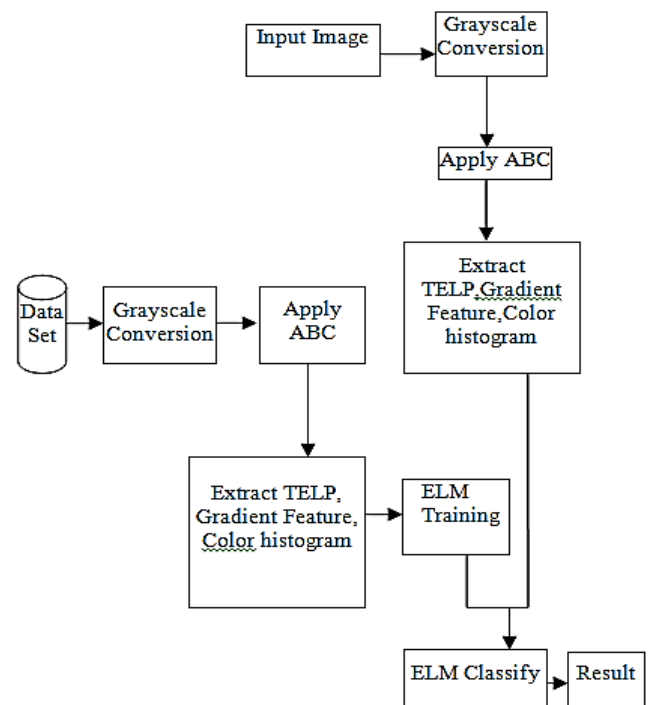 Input Image
Grayscale
Conversion
Apply ABC
Extract
TELP,Gradient
Feature,Color
histogram
Data
Set
Grayscale
Conversion
Apply
ABC
Extract TELP,
Gradient Feature,
Color histogram
ELM
Training
ELM Classify
Result